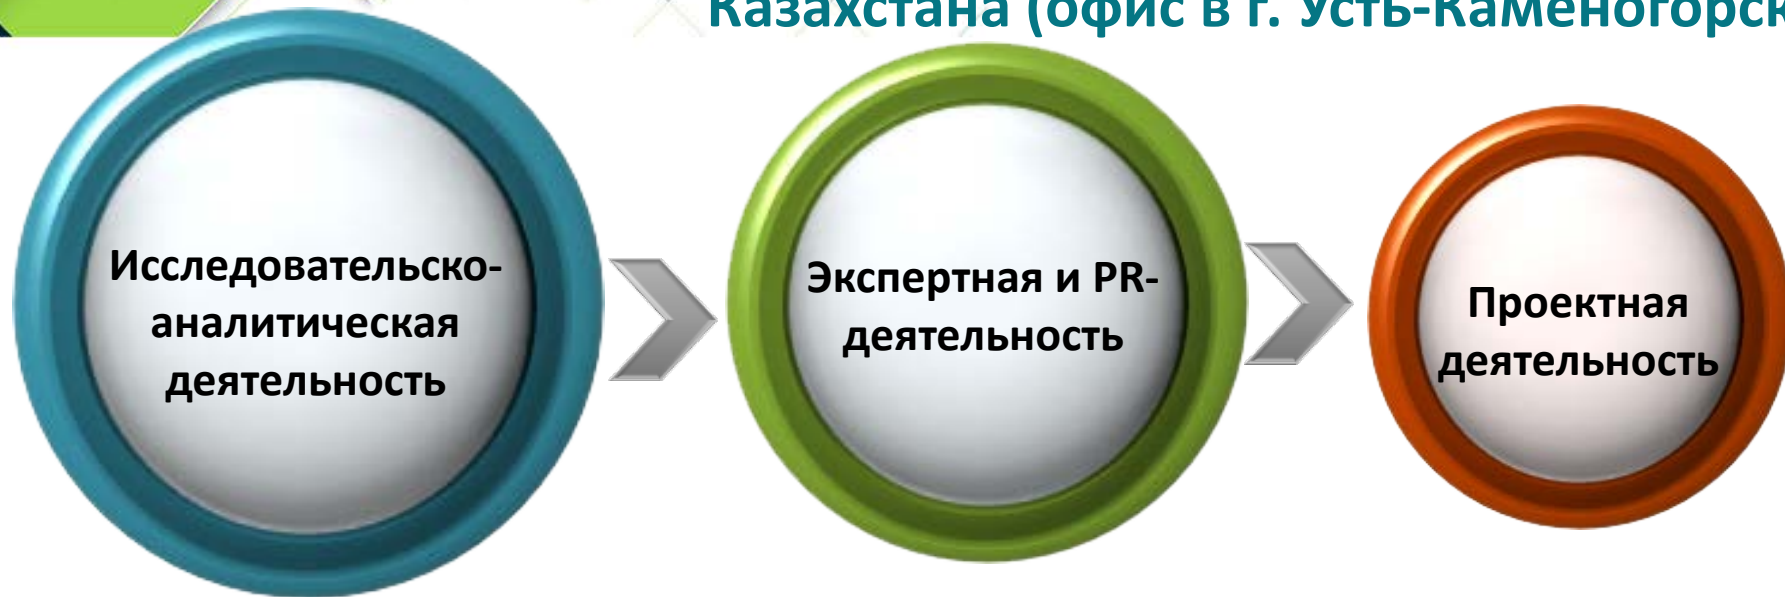 Казахстана (офис в г. Усть-Каменогорск
Исследовательско-
аналитическая
деятельность
Экспертная и PR-
деятельность
Проектная
деятельность